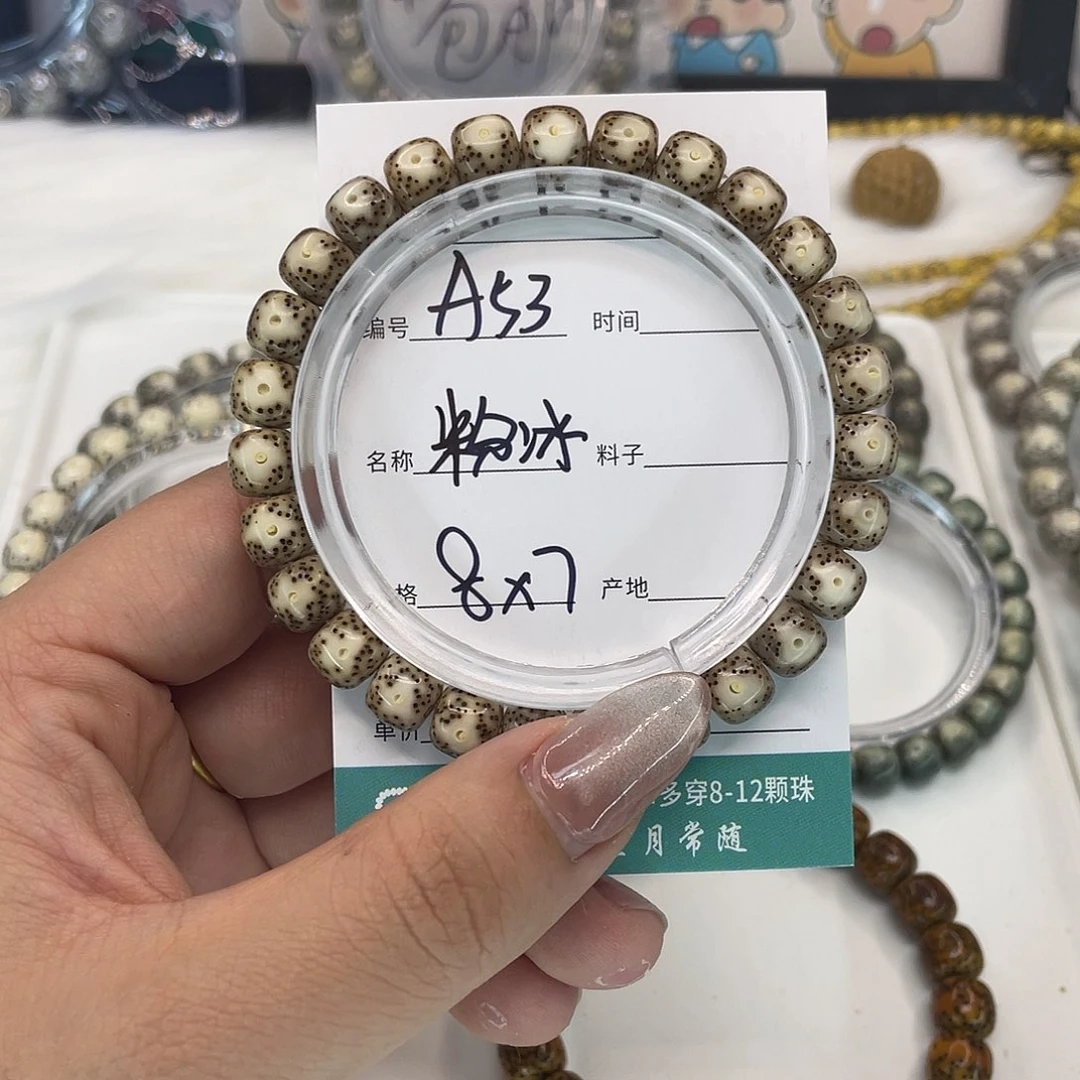 编号 A53 时间
名称 粉冰 料子
格 8x7 产地
单价
多穿8-12颗珠
月常随